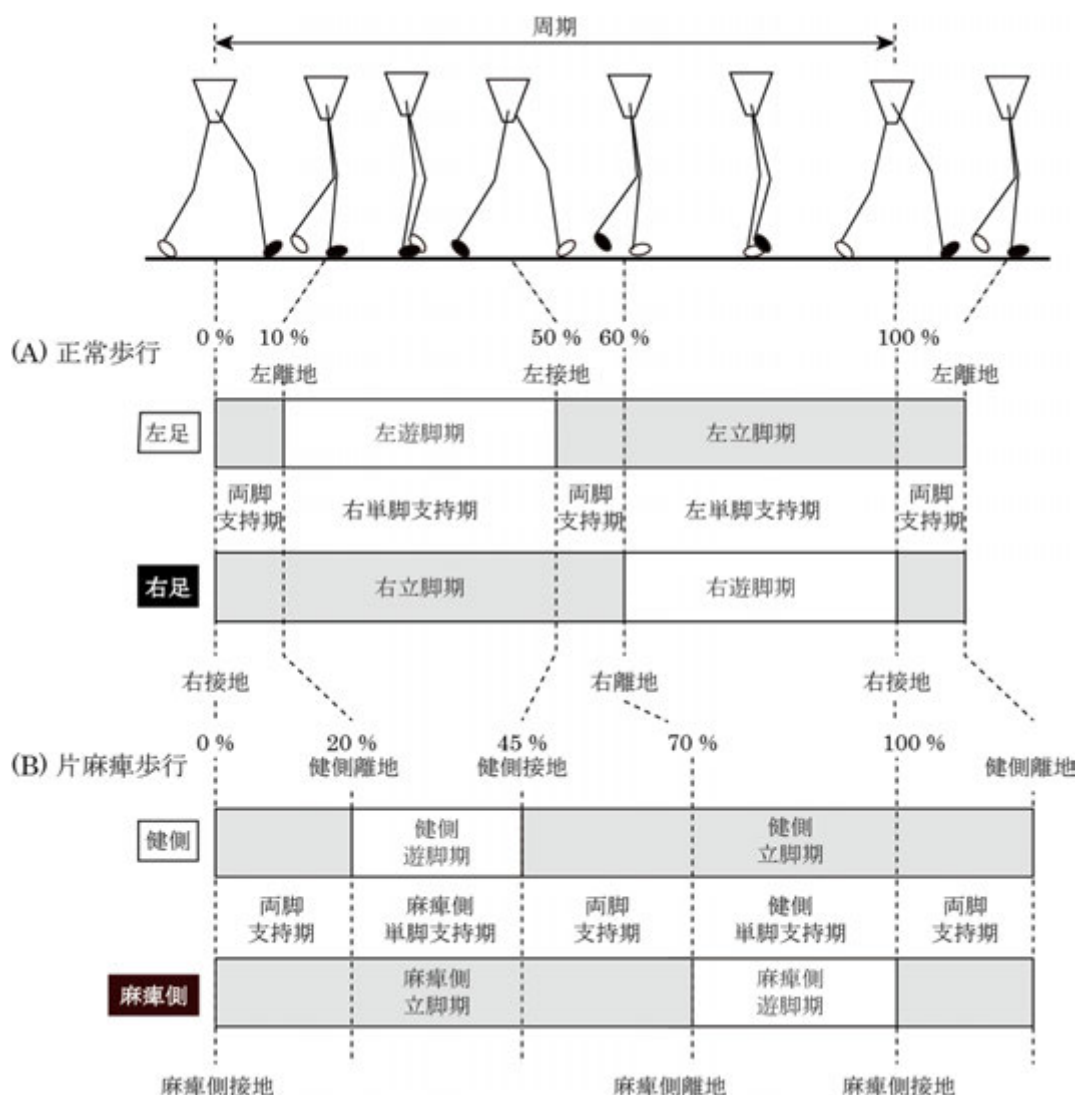 周期
0 % 10 % 50 % 60 % 100 %
(A) 正常歩行
左離地 左接地 左離地
左足 左遊脚期 左立脚期
両脚 両脚 両脚
支持期 右単脚支持期 支持期 左単脚支持期 支持期
右足 右立脚期 右遊脚期
右接地 右離地 右接地
0 % 20 % 45 % 70 % 100 %
(B) 片麻痺歩行 健側離地 健側接地 健側離地
健側 健側 健側
遊脚期 立脚期
両脚 麻痺側 両脚 健側 両脚
支持期 単脚支持期 支持期 単脚支持期 支持期
麻痺側 麻痺側 麻痺側
立脚期 遊脚期
麻痺側接地 麻痺側離地 麻痺側接地